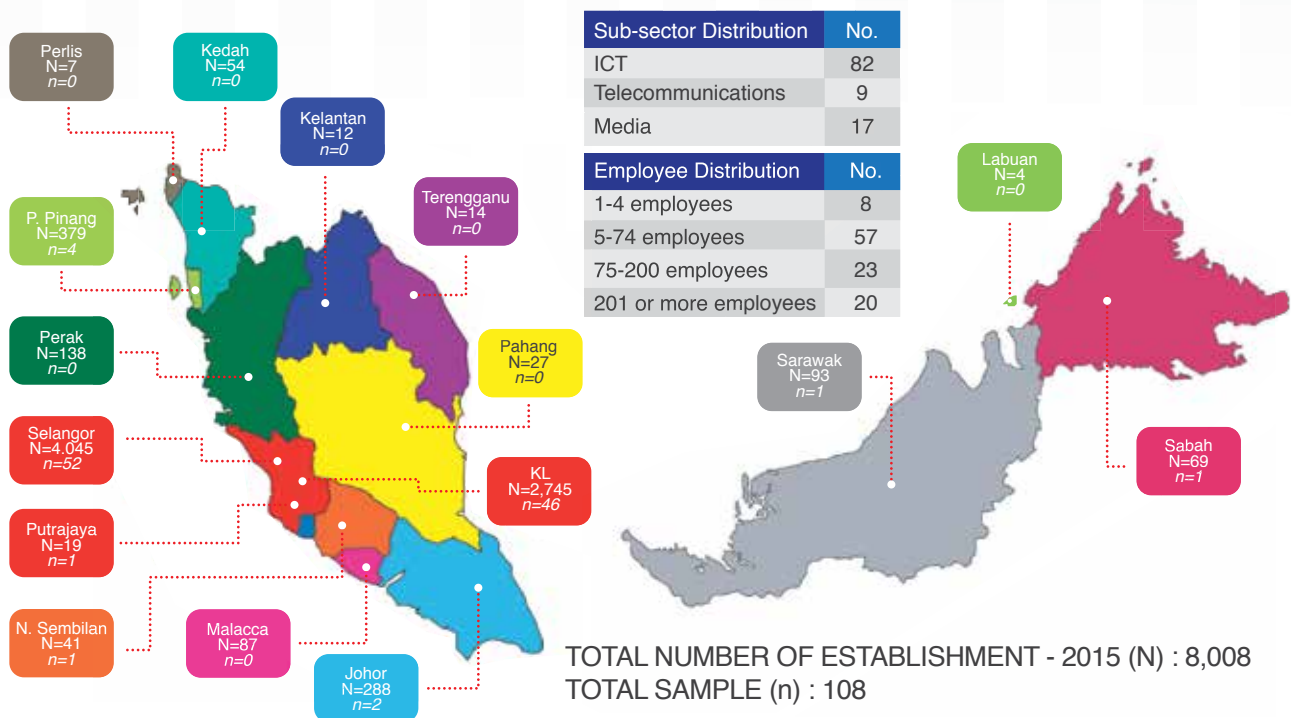 Perlis
N=7
n=0
Kedah
N=54
n=0
Kelantan
N=12
n=0
Terengganu
N=14
n=0
P. Pinang
N=379
n=4
Perak
N=138
n=0
Pahang
N=27
n=0
Selangor
N=4.045
n=52
KL
N=2,745
n=46
Putrajaya
N=19
n=1
N. Sembilan
N=41
n=1
Malacca
N=87
n=0
Johor
N=288
n=2
Sub-sector Distribution No.
ICT 82
Telecommunications 9
Media 17
Employee Distribution No.
1-4 employees 8
5-74 employees 57
75-200 employees 23
201 or more employees 20
Labuan
N=4
n=0
Sarawak
N=93
n=1
Sabah
N=69
n=1
TOTAL NUMBER OF ESTABLISHMENT - 2015 (N) : 8,008
TOTAL SAMPLE (n) : 108